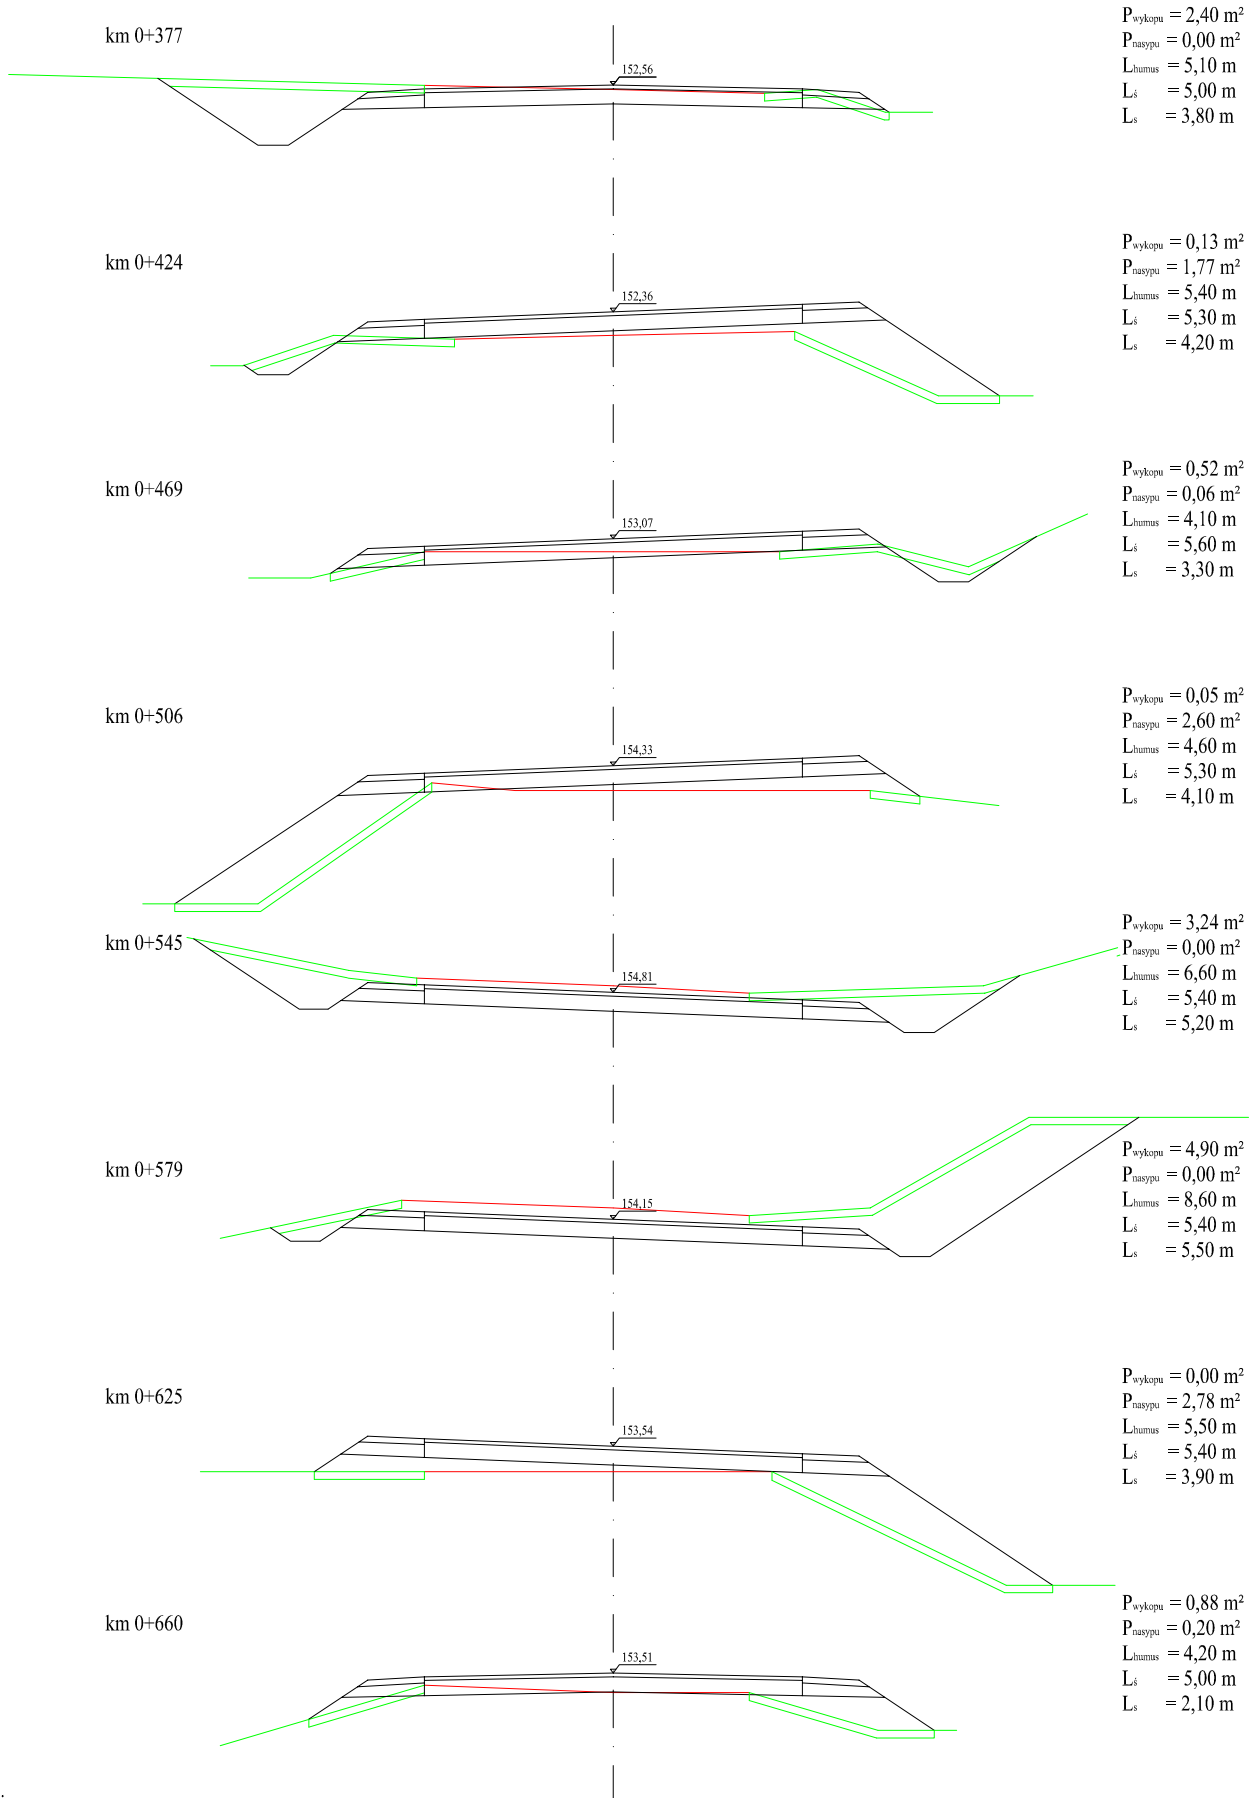 km 0+377
152,56
Pwykopu = 2,40 m²
Pnasypu = 0,00 m²
Lhumus = 5,10 m
Lś = 5,00 m
Ls = 3,80 m
km 0+424
152,36
Pwykopu = 0,13 m²
Pnasypu = 1,77 m²
Lhumus = 5,40 m
Lś = 5,30 m
Ls = 4,20 m
km 0+469
153,07
Pwykopu = 0,52 m²
Pnasypu = 0,06 m²
Lhumus = 4,10 m
Lś = 5,60 m
Ls = 3,30 m
km 0+506
154,33
Pwykopu = 0,05 m²
Pnasypu = 2,60 m²
Lhumus = 4,60 m
Lś = 5,30 m
Ls = 4,10 m
km 0+545
154,81
Pwykopu = 3,24 m²
Pnasypu = 0,00 m²
Lhumus = 6,60 m
Lś = 5,40 m
Ls = 5,20 m
km 0+579
154,15
Pwykopu = 4,90 m²
Pnasypu = 0,00 m²
Lhumus = 8,60 m
Lś = 5,40 m
Ls = 5,50 m
km 0+625
153,54
Pwykopu = 0,00 m²
Pnasypu = 2,78 m²
Lhumus = 5,50 m
Lś = 5,40 m
Ls = 3,90 m
km 0+660
153,51
Pwykopu = 0,88 m²
Pnasypu = 0,20 m²
Lhumus = 4,20 m
Lś = 5,00 m
Ls = 2,10 m